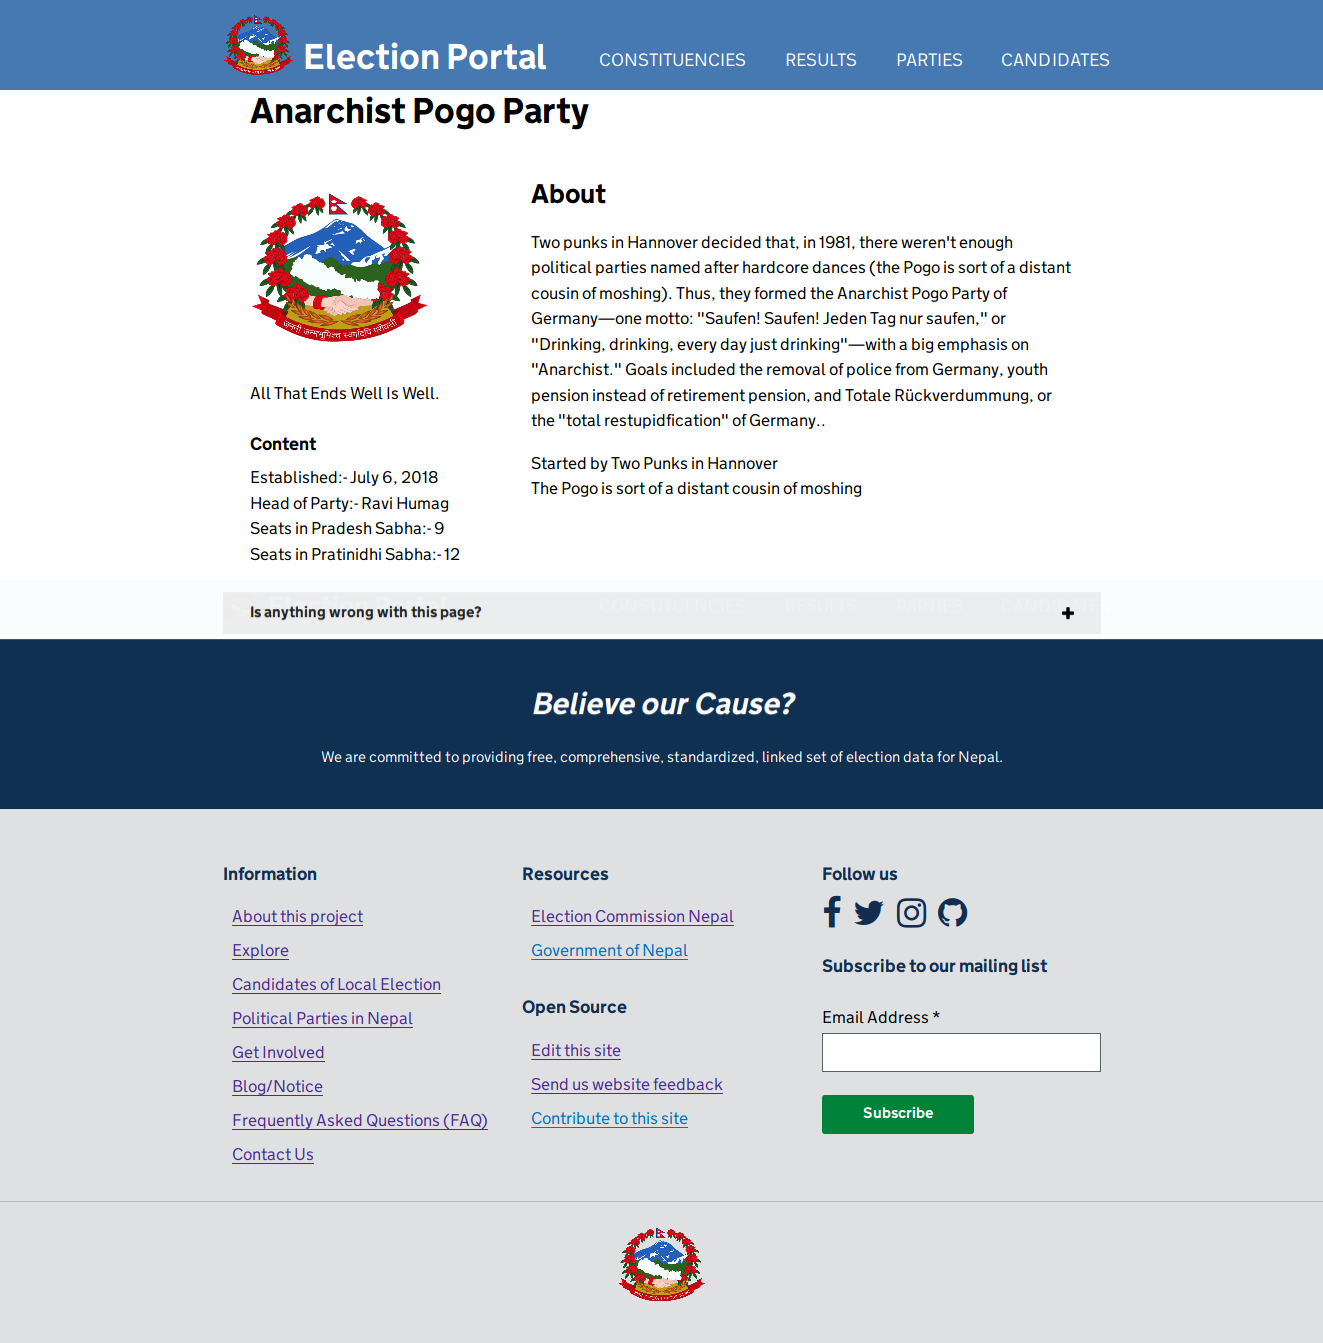 Election Portal
CONSTITUENCIES
RESULTS
PARTIES
CANDIDATES
Anarchist Pogo Party
जननी जन्मभूमिश्च स्वर्गादपि गरीयसी
All That Ends Well Is Well.
Content
Established:- July 6, 2018
Head of Party:- Ravi Humag
Seats in Pradesh Sabha:- 9
Seats in Pratinidhi Sabha:- 12
About
Two punks in Hannover decided that, in 1981, there weren't enough
political parties named after hardcore dances (the Pogo is sort of a distant
cousin of moshing). Thus, they formed the Anarchist Pogo Party of
Germany—one motto: "Saufen! Saufen! Jeden Tag nur saufen," or
"Drinking, drinking, every day just drinking"—with a big emphasis on
"Anarchist." Goals included the removal of police from Germany, youth
pension instead of retirement pension, and Totale Rückverdummung, or
the "total restupidfication" of Germany..
Started by Two Punks in Hannover
The Pogo is sort of a distant cousin of moshing
Is anything wrong with this page?
Believe our Cause?
We are committed to providing free, comprehensive, standardized, linked set of election data for Nepal.
Information
About this project
Explore
Candidates of Local Election
Political Parties in Nepal
Get Involved
Blog/Notice
Frequently Asked Questions (FAQ)
Contact Us
Resources
Election Commission Nepal
Government of Nepal
Open Source
Edit this site
Send us website feedback
Contribute to this site
Follow us
Subscribe to our mailing list
Email Address *
Subscribe